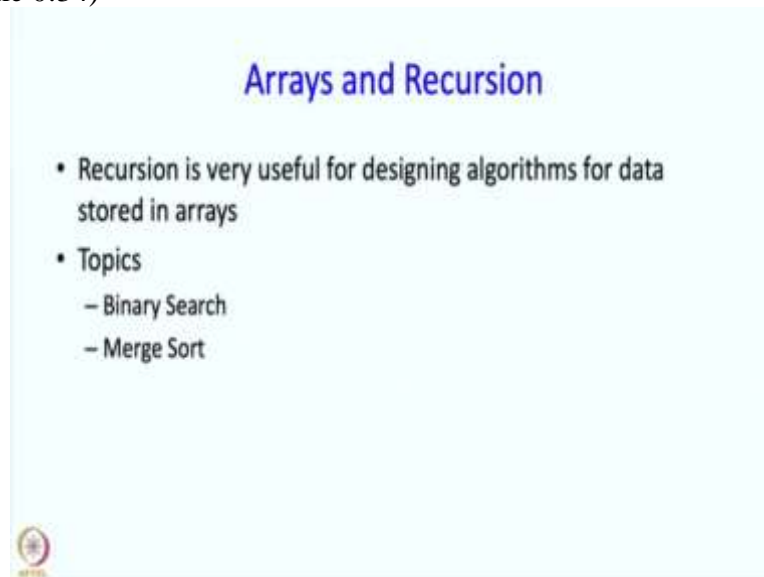 Arrays and Recursion
• Recursion is very useful for designing algorithms for data
stored in arrays
• Topics
– Binary Search
– Merge Sort